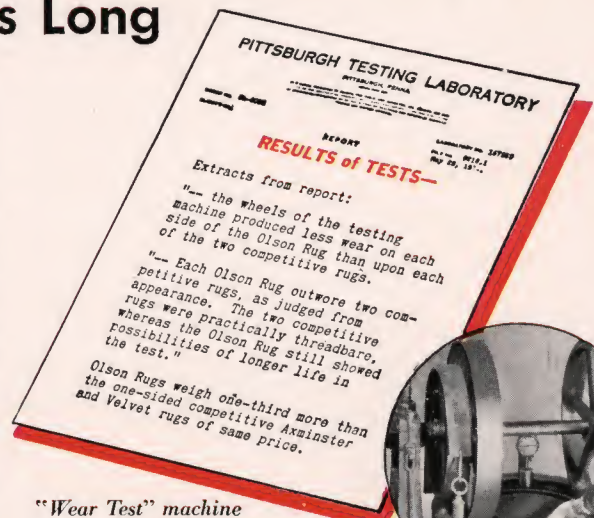 s Long
PITTSBURGH TESTING LABORATORY
PITTSBURGH, PENNA.
REPORT
RESULTS of TESTS—
Extracts from report:
"—— the wheels of the testing
machine produced less wear on each
side of the Olson Rug than upon each
of the two competitive rugs.
"—— Each Olson Rug outwore two com-
petitive rugs, as judged from
appearance. The two competitive
rugs were practically threadbare,
whereas the Olson Rug still showed
possibilities of longer life in
the test."
Olson Rugs weigh one-third more than
the one-sided competitive Axminster
and Velvet rugs of same price.
"Wear Test" machine